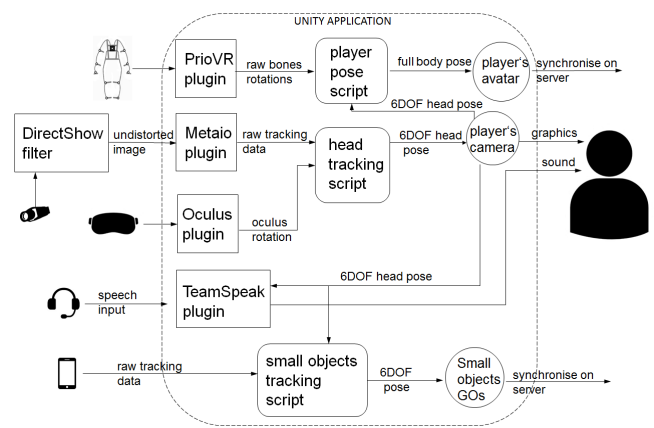 UNITY APPLICATION
PrioVR
plugin
raw bones
rotations
player
pose
script
full body pose
player's
avatar
synchronise on
server
6DOF head pose
DirectShow
filter
undistorted
image
Metaio
plugin
raw tracking
data
head
tracking
script
6DOF head
pose
player's
camera
graphics
sound
Oculus
plugin
oculus
rotation
6DOF head pose
speech
input
TeamSpeak
plugin
raw tracking
data
small objects
tracking
script
6DOF
pose
Small
objects
GOs
synchronise on
server